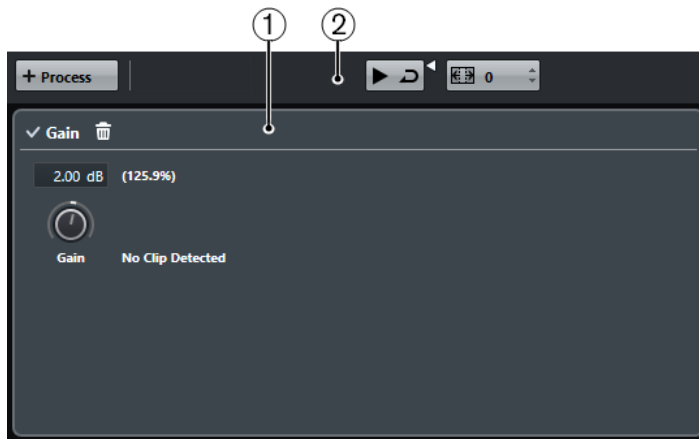 ① ②
+ Process 0
Gain
2.00 dB (125.9%)
Gain No Clip Detected